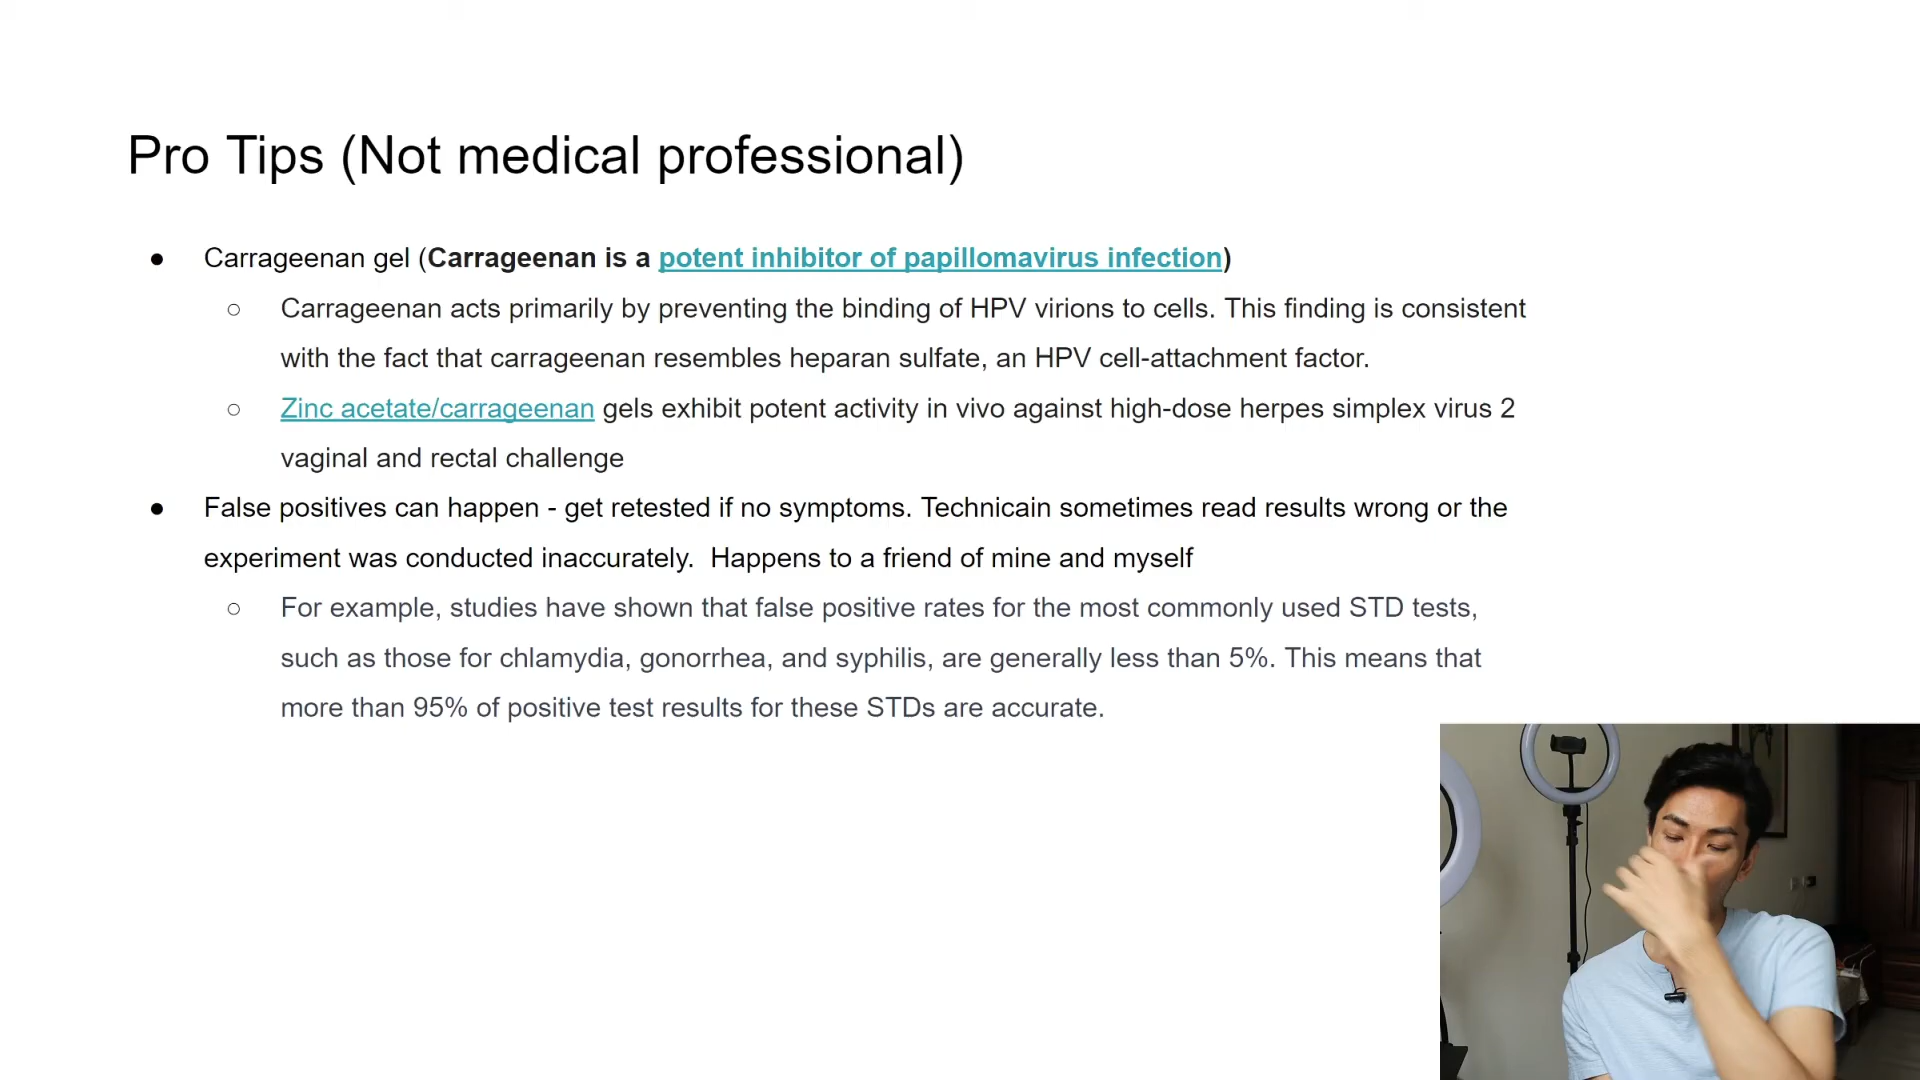 Pro Tips (Not medical professional)
● Carrageenan gel (Carrageenan is a potent inhibitor of papillomavirus infection)
○ Carrageenan acts primarily by preventing the binding of HPV virions to cells. This finding is consistent
with the fact that carrageenan resembles heparan sulfate, an HPV cell-attachment factor.
○ Zinc acetate/carrageenan gels exhibit potent activity in vivo against high-dose herpes simplex virus 2
vaginal and rectal challenge
● False positives can happen - get retested if no symptoms. Technicain sometimes read results wrong or the
experiment was conducted inaccurately.  Happens to a friend of mine and myself
○ For example, studies have shown that false positive rates for the most commonly used STD tests,
such as those for chlamydia, gonorrhea, and syphilis, are generally less than 5%. This means that
more than 95% of positive test results for these STDs are accurate.